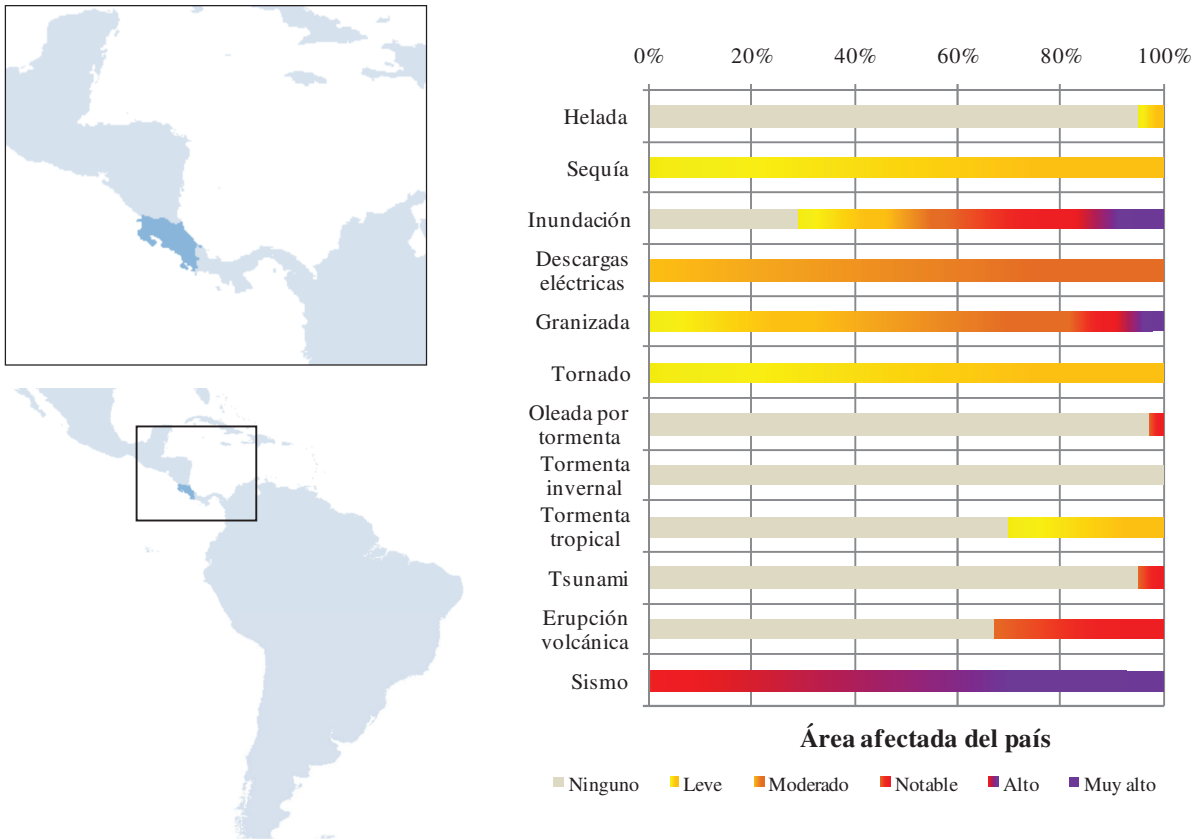 0% 20% 40% 60% 80% 100%
Helada
Sequía
Inundación
Descargas
eléctricas
Granizada
Tornado
Oleada por
tormenta
Tormenta
invernal
Tormenta
tropical
Tsunami
Erupción
volcánica
Sismo
Área afectada del país
Ninguno Leve Moderado Notable Alto Muy alto